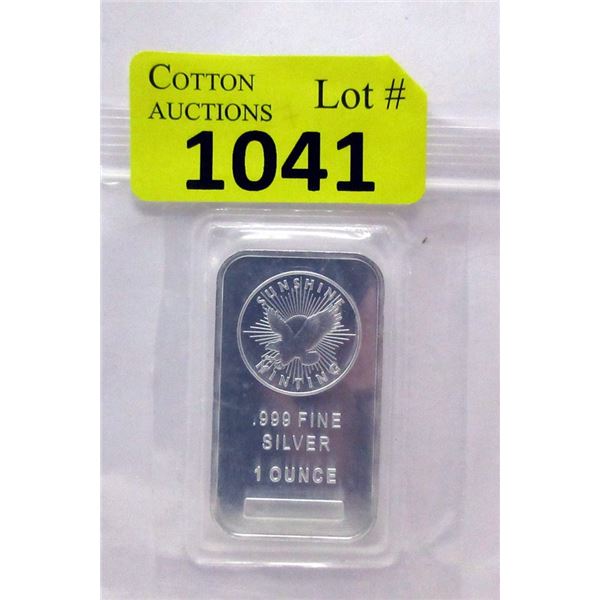 COTTON
AUCTIONS
Lot #
1041
SUNSHINE
MINTING
.999 FINE
SILVER
1 OUNCE